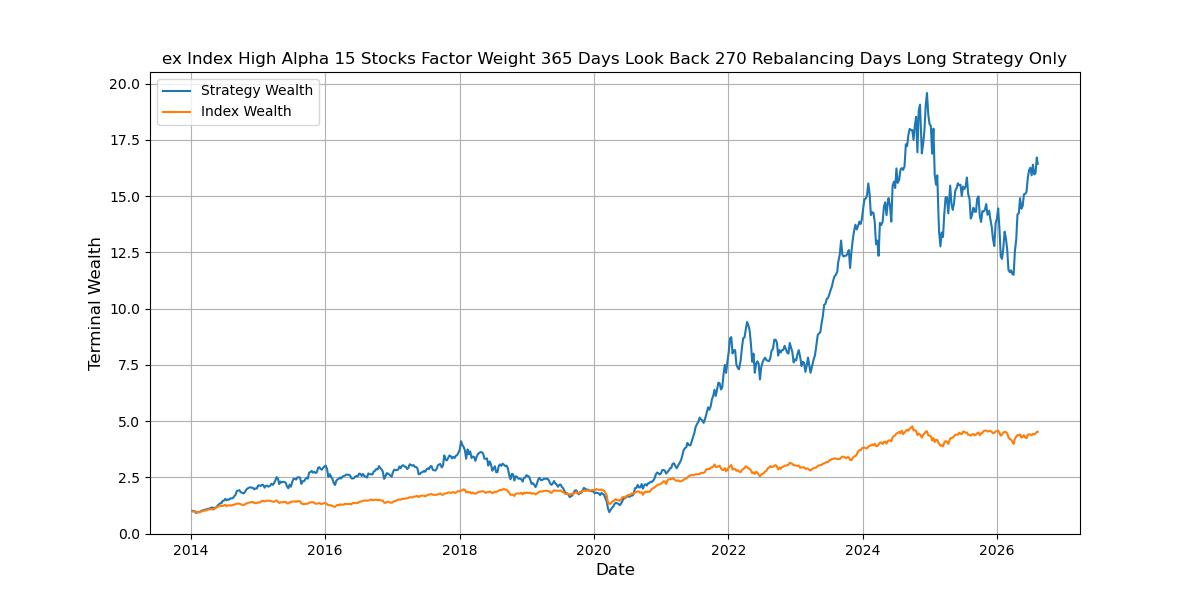 ex Index High Alpha 15 Stocks Factor Weight 365 Days Look Back 270 Rebalancing Days Long Strategy Only
Strategy Wealth
Index Wealth
Terminal Wealth
20.0
17.5
15.0
12.5
10.0
7.5
5.0
2.5
0.0
2014 2016 2018 2020 2022 2024 2026
Date